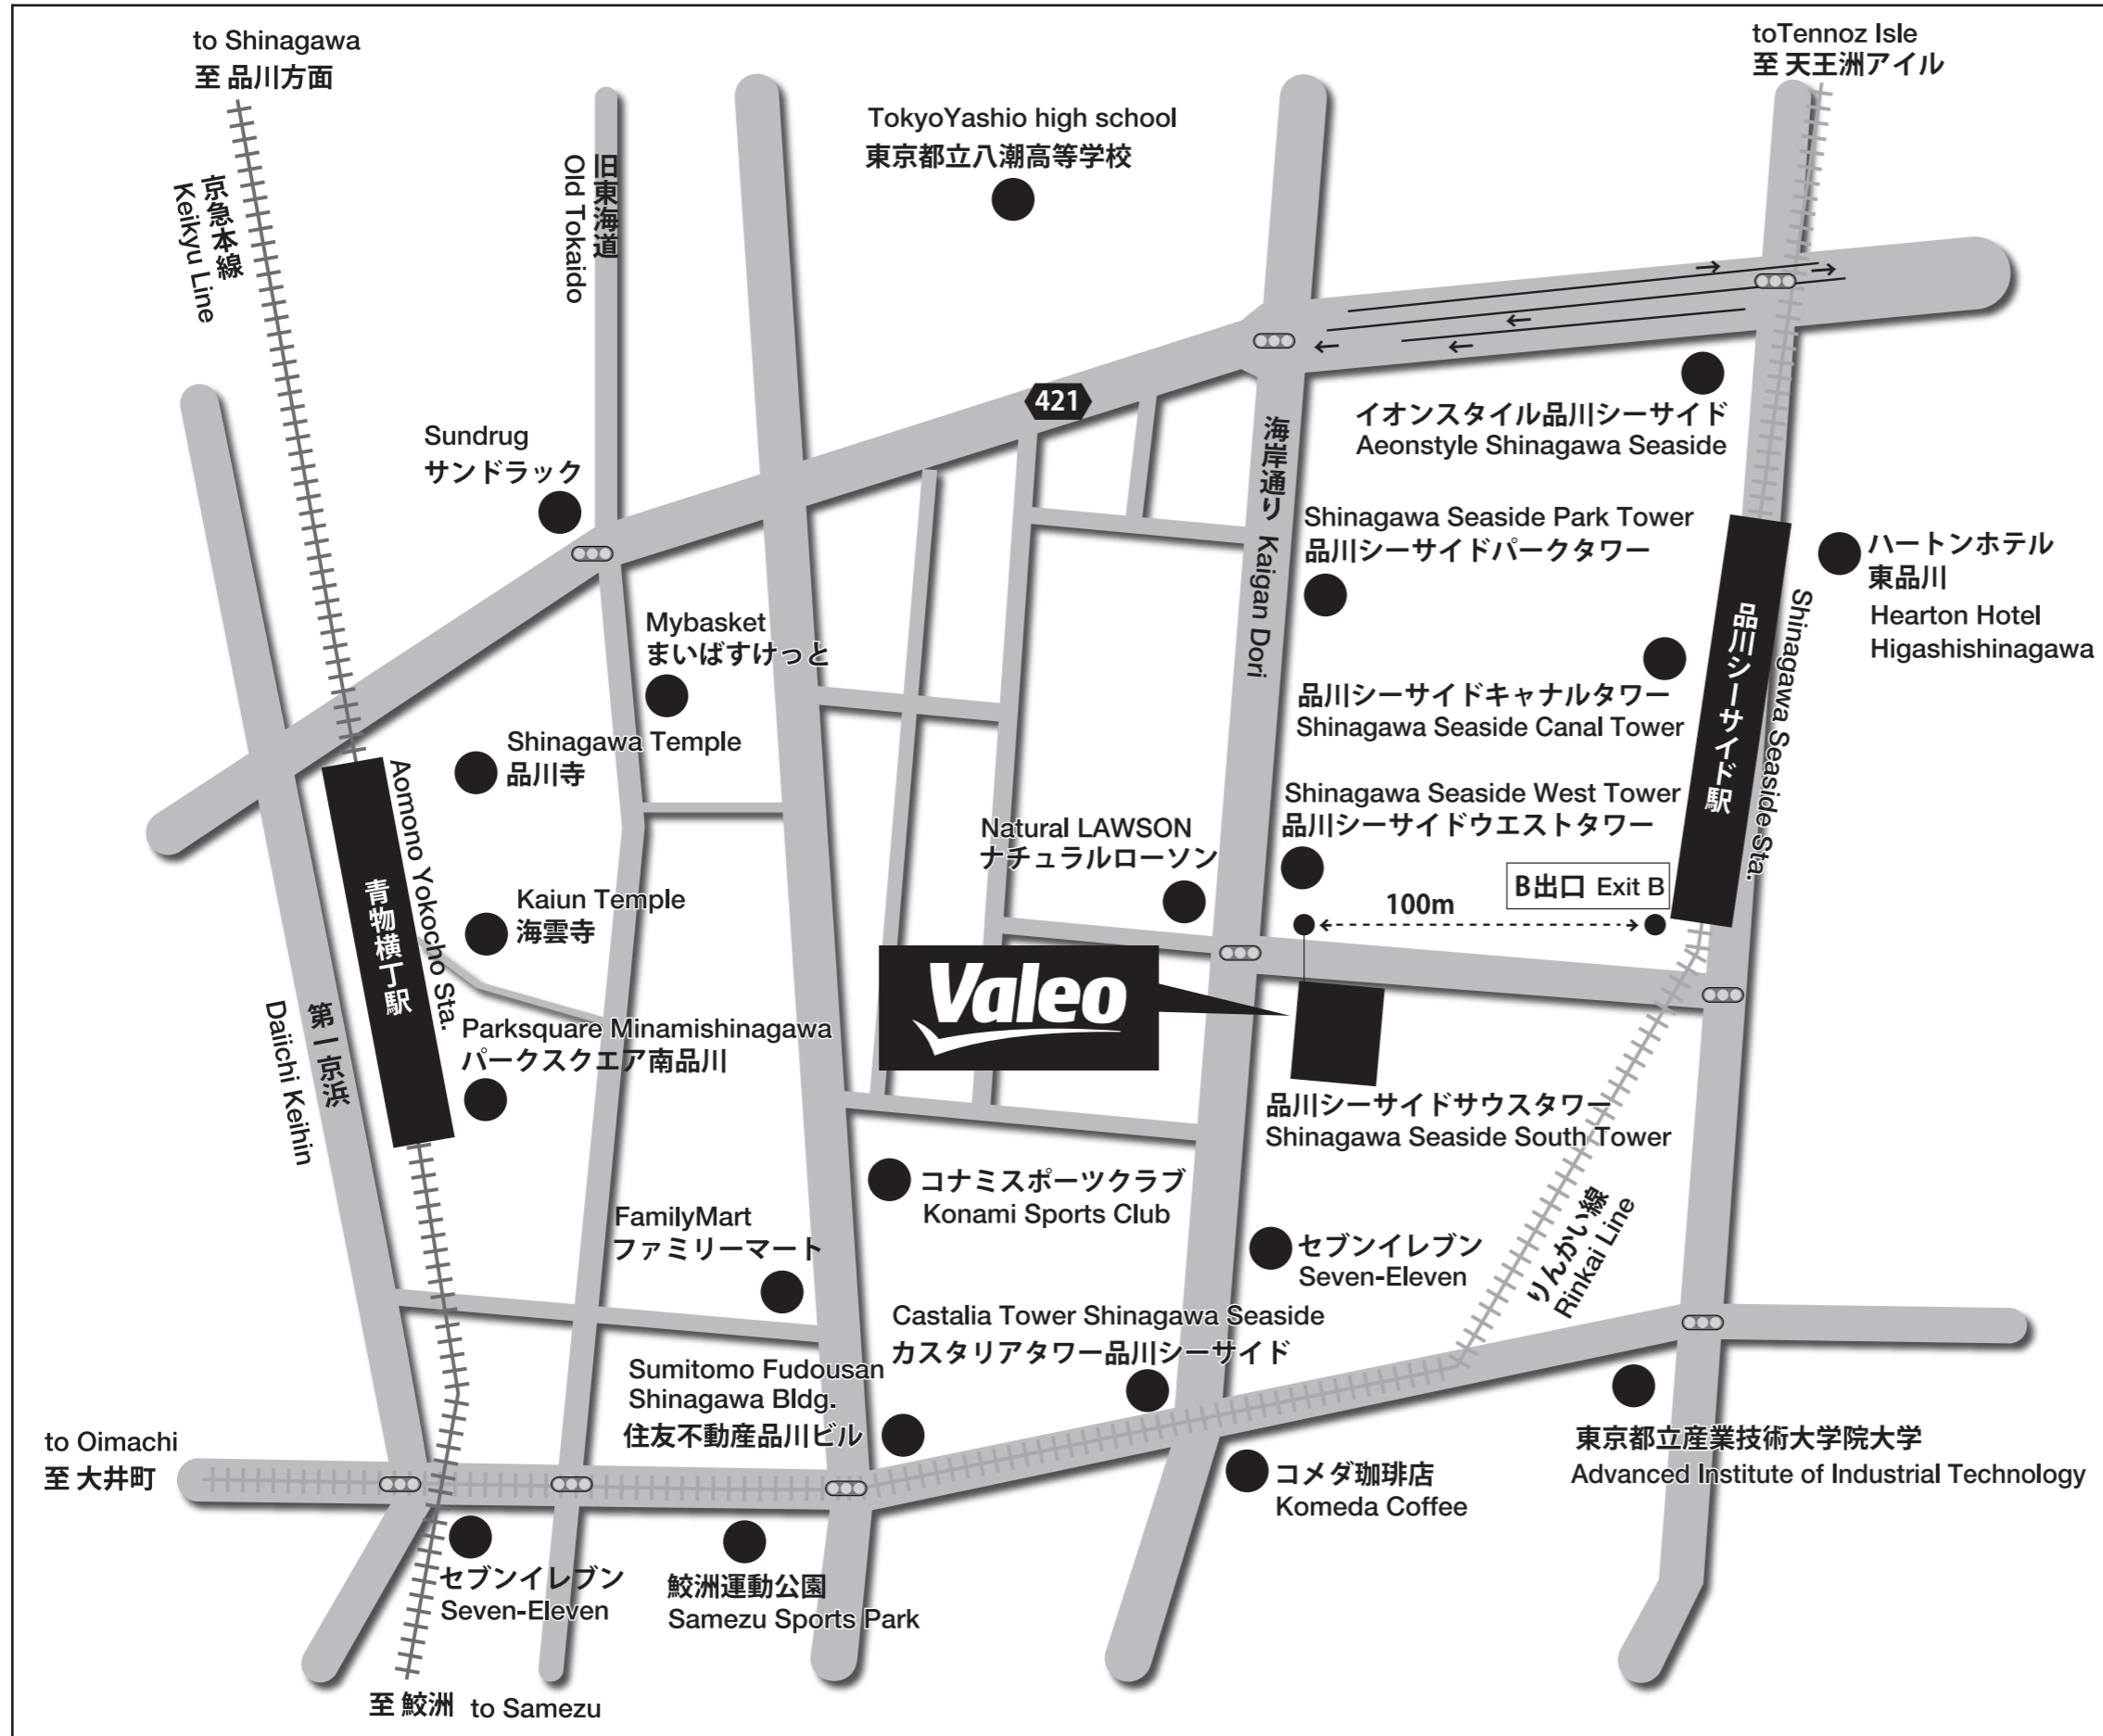 to Shinagawa
至 品川方面
toTennoz Isle
至 天王洲アイル
TokyoYashio high school
東京都立八潮高等学校
旧東海道
Old Tokaido
京急本線
Keikyu Line
421
イオンスタイル品川シーサイド
Aeonstyle Shinagawa Seaside
Sundrug
サンドラック
海岸通り Kaigan Dori
Shinagawa Seaside Park Tower
品川シーサイドパークタワー
ハートンホテル
東品川
Hearton Hotel
Higashishinagawa
品川シーサイド駅
Shinagawa Seaside Sta.
Mybasket
まいばすけっと
品川シーサイドキャナルタワー
Shinagawa Seaside Canal Tower
Shinagawa Temple
品川寺
Aomono Yokocho Sta.
青物横丁駅
Shinagawa Seaside West Tower
品川シーサイドウエストタワー
Natural LAWSON
ナチュラルローソン
B出口 Exit B
100m
Kaiun Temple
海雲寺
Valeo
第一京浜
Daiichi Keihin
Parksquare Minamishinagawa
パークスクエア南品川
品川シーサイドサウスタワー
Shinagawa Seaside South Tower
コナミスポーツクラブ
Konami Sports Club
FamilyMart
ファミリーマート
セブンイレブン
Seven-Eleven
りんかい線
Rinkai Line
Castalia Tower Shinagawa Seaside
カスタリアタワー品川シーサイド
Sumitomo Fudousan
Shinagawa Bldg.
住友不動産品川ビル
to Oimachi
至 大井町
東京都立産業技術大学院大学
Advanced Institute of Industrial Technology
コメダ珈琲店
Komeda Coffee
セブンイレブン
Seven-Eleven
鮫洲運動公園
Samezu Sports Park
至 鮫洲 to Samezu